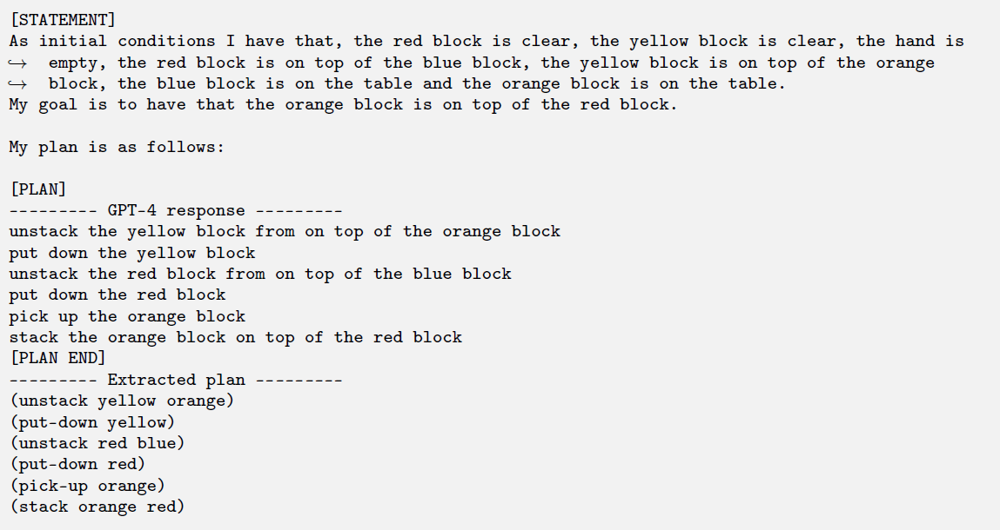 [STATEMENT]
As initial conditions I have that, the red block is clear, the yellow block is clear, the hand is
↪ empty, the red block is on top of the blue block, the yellow block is on top of the orange
↪ block, the blue block is on the table and the orange block is on the table.
My goal is to have that the orange block is on top of the red block.
My plan is as follows:
[PLAN]
--------- GPT-4 response ---------
unstack the yellow block from on top of the orange block
put down the yellow block
unstack the red block from on top of the blue block
put down the red block
pick up the orange block
stack the orange block on top of the red block
[PLAN END]
--------- Extracted plan ---------
(unstack yellow orange)
(put-down yellow)
(unstack red blue)
(put-down red)
(pick-up orange)
(stack orange red)